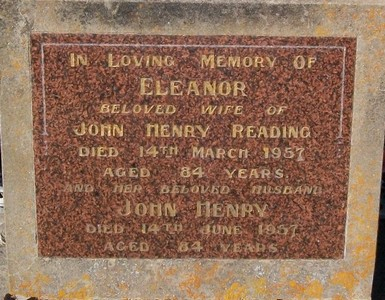 In Loving Memory Of
Eleanor
Beloved Wife Of
John Henry Reading
Died 14th March 1957
Aged 84 Years
And Her Beloved Husband
John Henry
Died 14th June 1957
Aged 84 Years